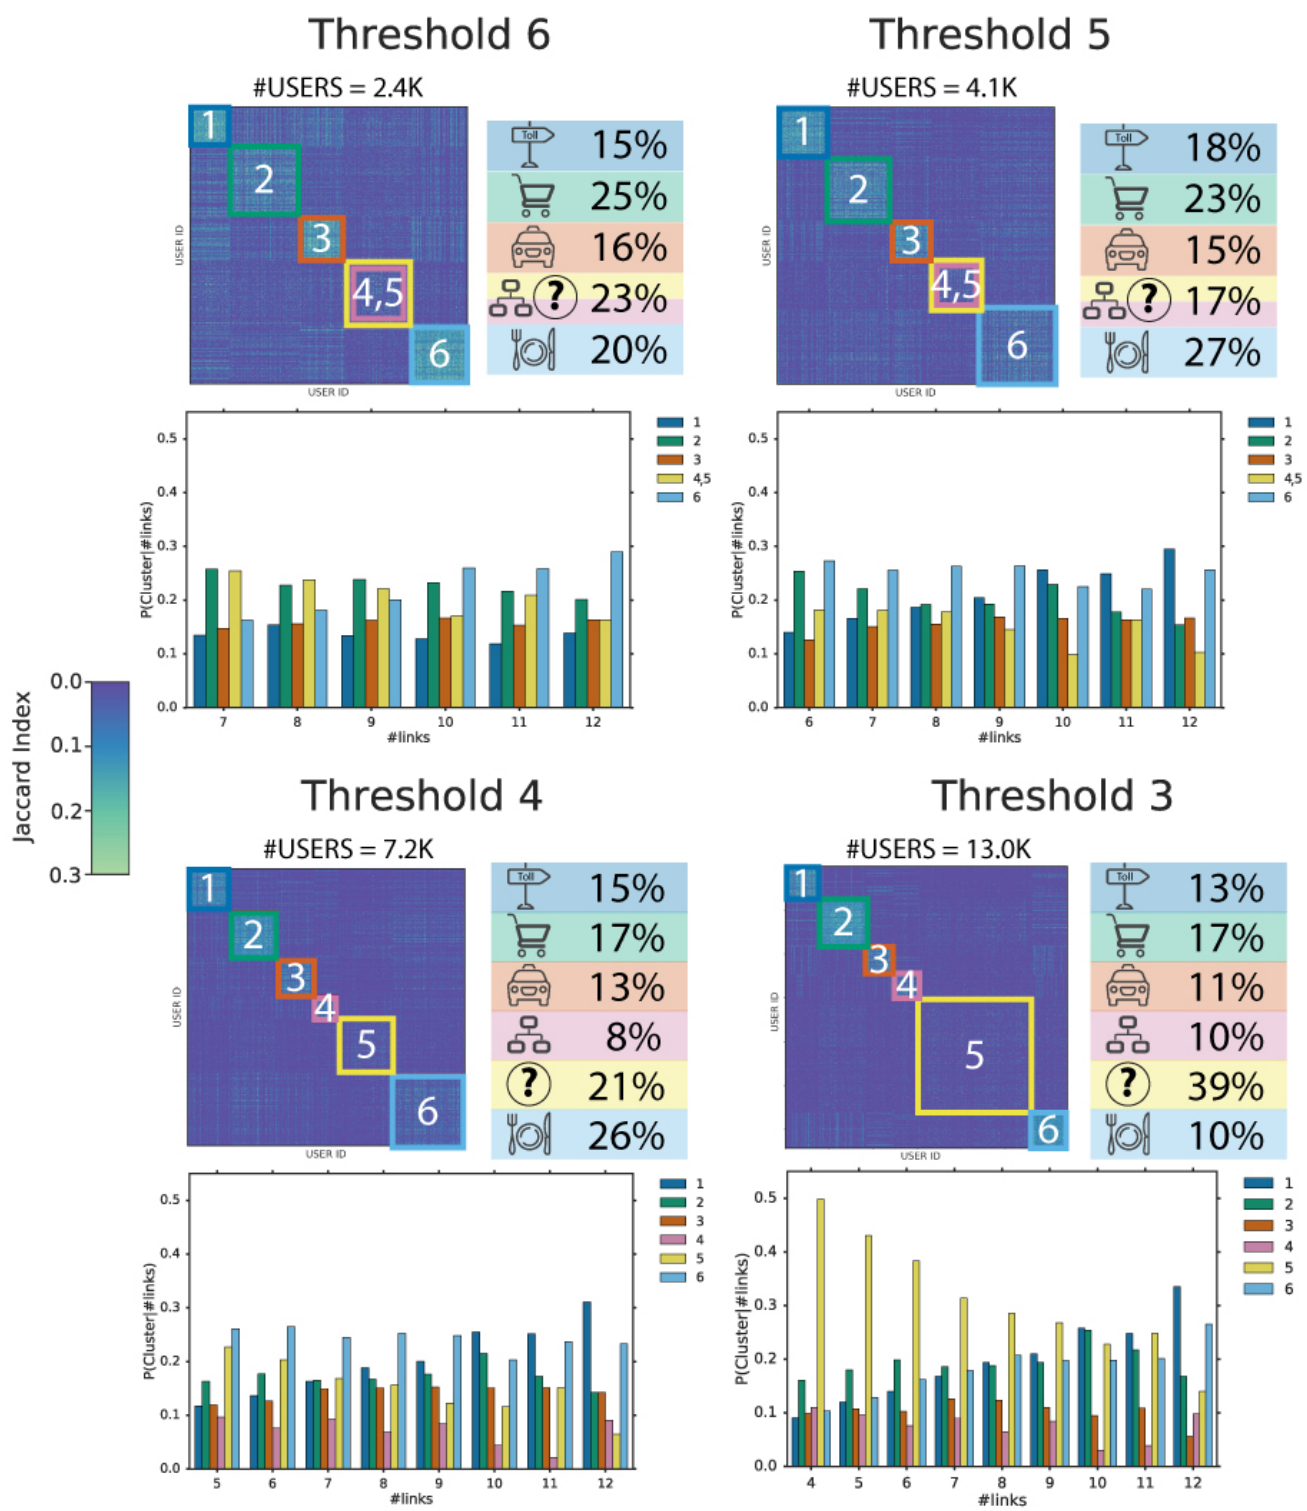 Threshold 6
#USERS = 2.4K
1
2
3
4,5
6
USER ID
USER ID
Toll 15%
25%
16%
? 23%
20%
0.5
0.4
0.3
0.2
0.1
0.0
P(Cluster|#links)
7 8 9 10 11 12
#links
1
2
3
4,5
6
Threshold 5
#USERS = 4.1K
1
2
3
4,5
6
USER ID
USER ID
Toll 18%
23%
15%
? 17%
27%
0.5
0.4
0.3
0.2
0.1
0.0
P(Cluster|#links)
6 7 8 9 10 11 12
#links
1
2
3
4,5
6
Jaccard Index
0.0
0.1
0.2
0.3
Threshold 4
#USERS = 7.2K
1
2
3
4
5
6
USER ID
USER ID
Toll 15%
17%
13%
8%
? 21%
26%
0.5
0.4
0.3
0.2
0.1
0.0
P(Cluster|#links)
5 6 7 8 9 10 11 12
#links
1
2
3
4
5
6
Threshold 3
#USERS = 13.0K
1
2
3
4
5
6
USER ID
USER ID
Toll 13%
17%
11%
10%
? 39%
10%
0.5
0.4
0.3
0.2
0.1
0.0
P(Cluster|#links)
4 5 6 7 8 9 10 11 12
#links
1
2
3
4
5
6